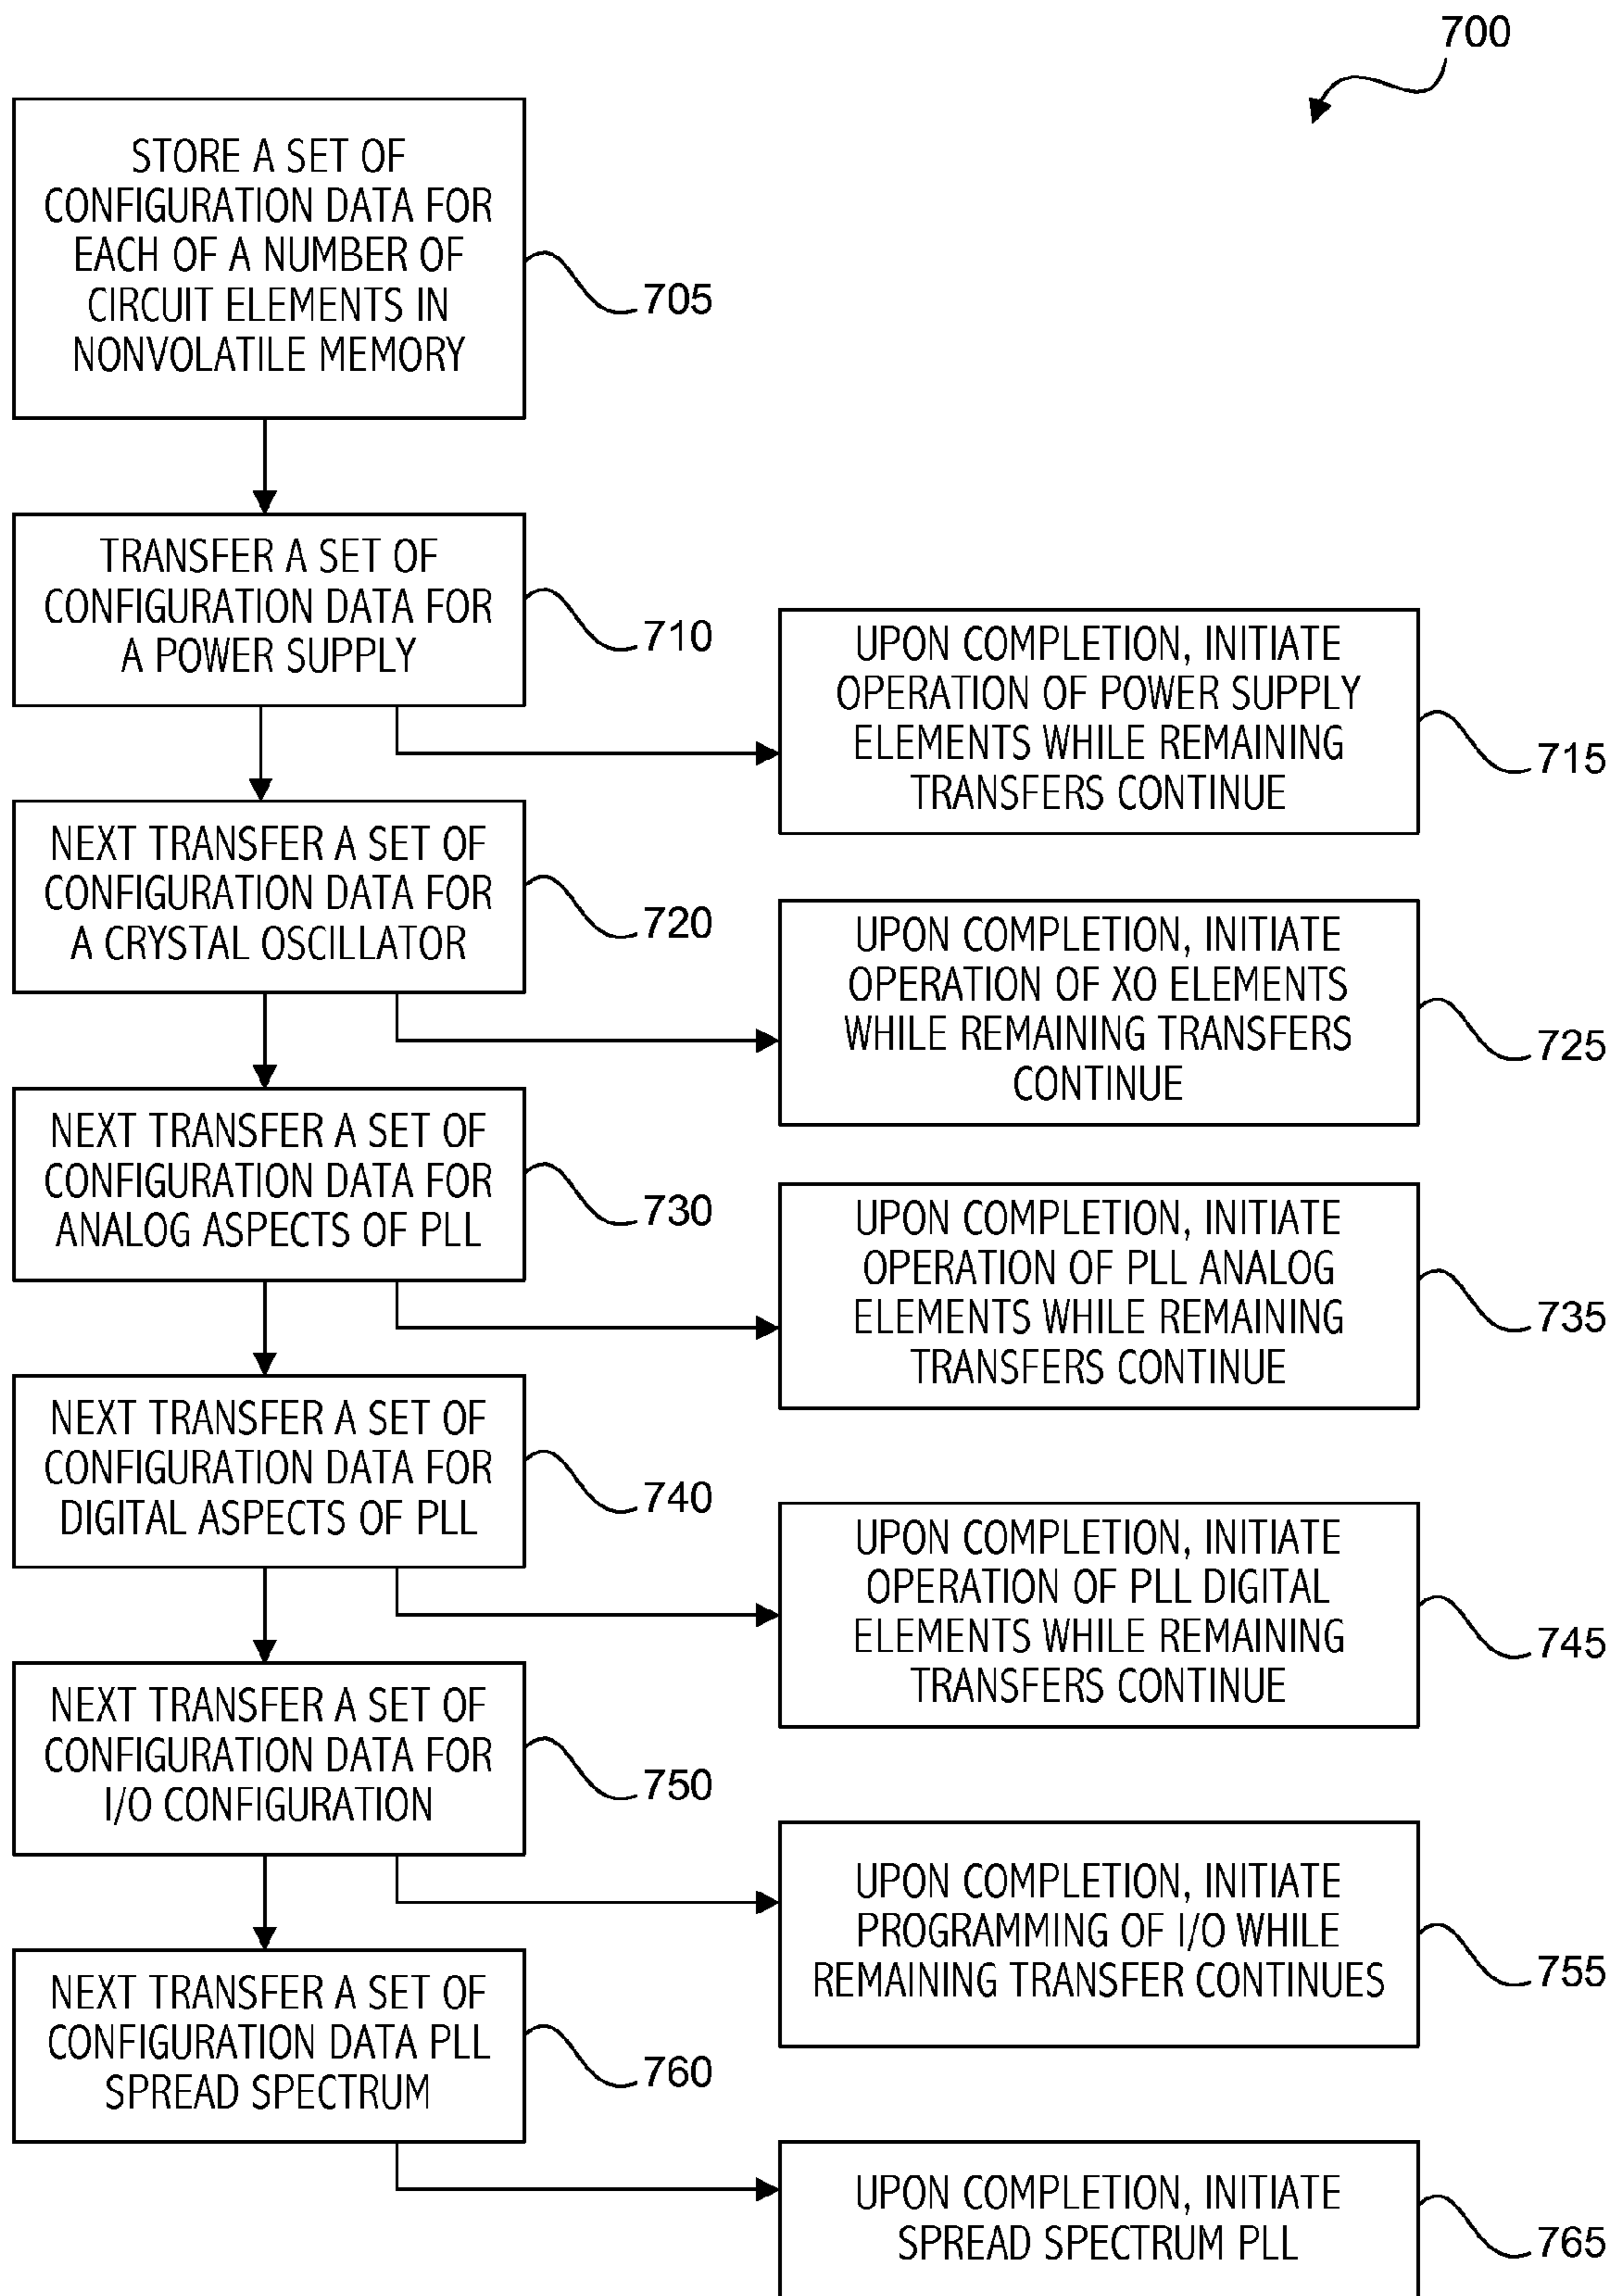 700
STORE A SET OF
CONFIGURATION DATA FOR
EACH OF A NUMBER OF
CIRCUIT ELEMENTS IN
NONVOLATILE MEMORY
705
TRANSFER A SET OF
CONFIGURATION DATA FOR
A POWER SUPPLY
710
UPON COMPLETION, INITIATE
OPERATION OF POWER SUPPLY
ELEMENTS WHILE REMAINING
TRANSFERS CONTINUE
715
NEXT TRANSFER A SET OF
CONFIGURATION DATA FOR
A CRYSTAL OSCILLATOR
720
UPON COMPLETION, INITIATE
OPERATION OF XO ELEMENTS
WHILE REMAINING TRANSFERS
CONTINUE
725
NEXT TRANSFER A SET OF
CONFIGURATION DATA FOR
ANALOG ASPECTS OF PLL
730
UPON COMPLETION, INITIATE
OPERATION OF PLL ANALOG
ELEMENTS WHILE REMAINING
TRANSFERS CONTINUE
735
NEXT TRANSFER A SET OF
CONFIGURATION DATA FOR
DIGITAL ASPECTS OF PLL
740
UPON COMPLETION, INITIATE
OPERATION OF PLL DIGITAL
ELEMENTS WHILE REMAINING
TRANSFERS CONTINUE
745
NEXT TRANSFER A SET OF
CONFIGURATION DATA FOR
I/O CONFIGURATION
750
UPON COMPLETION, INITIATE
PROGRAMMING OF I/O WHILE
REMAINING TRANSFER CONTINUES
755
NEXT TRANSFER A SET OF
CONFIGURATION DATA PLL
SPREAD SPECTRUM
760
UPON COMPLETION, INITIATE
SPREAD SPECTRUM PLL
765